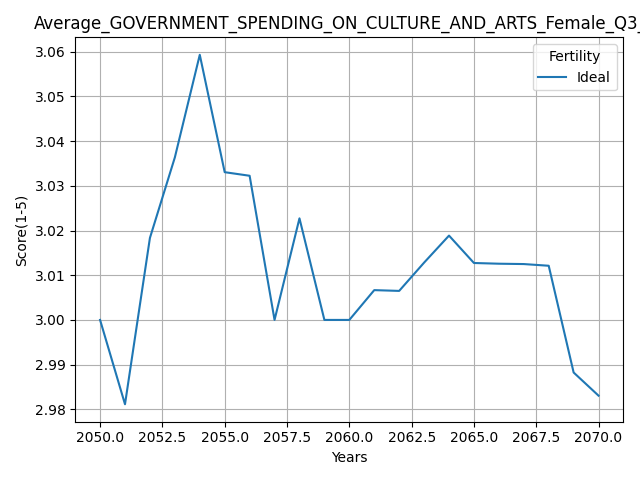 Average_GOVERNMENT_SPENDING_ON_CULTURE_AND_ARTS_Female_Q3_
Fertility
Ideal
3.06
3.05
3.04
3.03
3.02
3.01
3.00
2.99
2.98
Score(1-5)
2050.0 2052.5 2055.0 2057.5 2060.0 2062.5 2065.0 2067.5 2070.0
Years